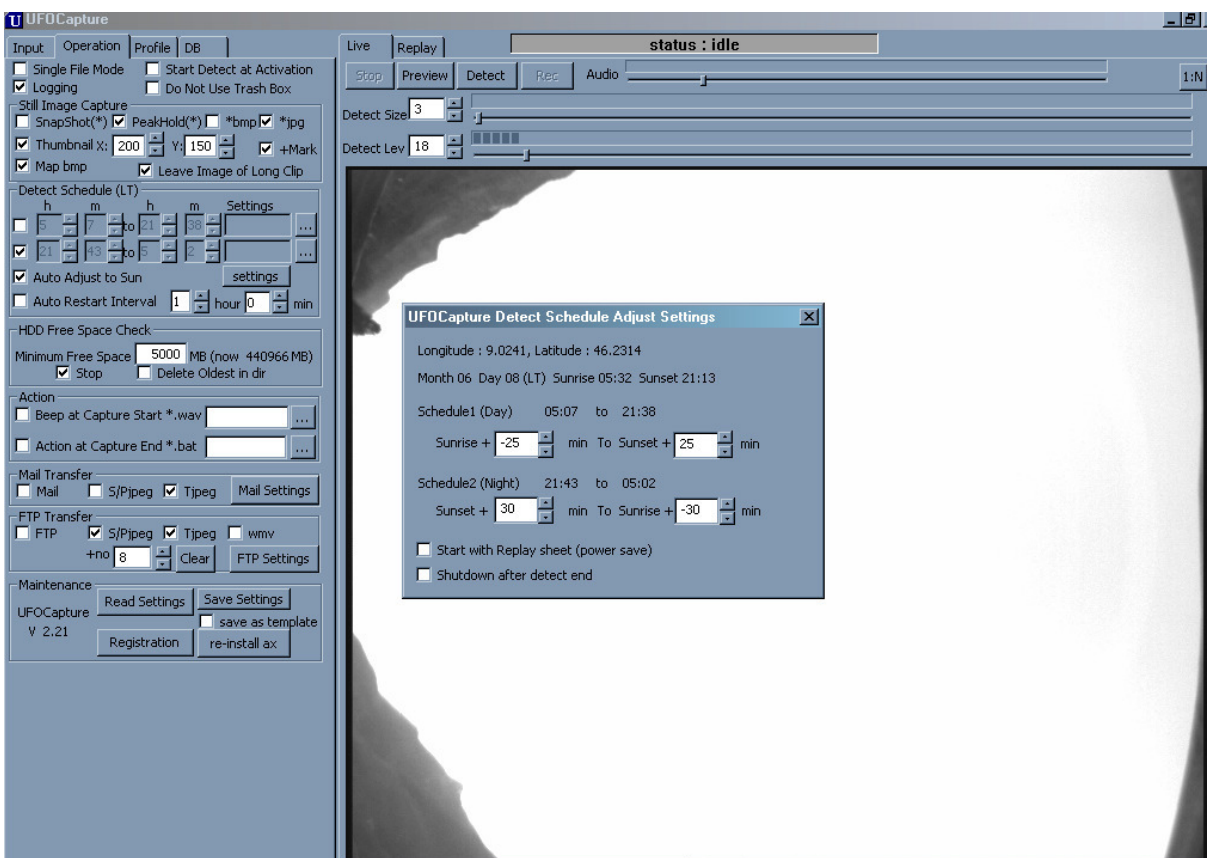 UFOCapture
Input Operation Profile DB
Single File Mode Start Detect at Activation
Logging Do Not Use Trash Box
Still Image Capture
SnapShot(*) PeakHold(*) *bmp *jpg
Thumbnail X: 200 Y: 150 +Mark
Map bmp Leave Image of Long Clip
Detect Schedule (LT)
h m h m Settings
5 7 to 21 38 ...
21 43 to 5 2 ...
Auto Adjust to Sun settings
Auto Restart Interval 1 hour 0 min
HDD Free Space Check
Minimum Free Space 5000 MB (now 440966 MB)
Stop Delete Oldest in dir
Action
Beep at Capture Start *.wav ...
Action at Capture End *.bat ...
Mail Transfer
Mail S/Pjpeg Tjpeg Mail Settings
FTP Transfer
FTP S/Pjpeg Tjpeg wmv
+no 8 Clear FTP Settings
Maintenance
Read Settings Save Settings
UFOCapture save as template
V 2.21
Registration re-install ax
Live Replay status : idle
Stop Preview Detect Rec Audio 1:N
Detect Size 3
Detect Lev 18
UFOCapture Detect Schedule Adjust Settings
Longitude : 9.0241, Latitude : 46.2314
Month 06 Day 08 (LT) Sunrise 05:32 Sunset 21:13
Schedule1 (Day) 05:07 to 21:38
Sunrise + -25 min To Sunset + 25 min
Schedule2 (Night) 21:43 to 05:02
Sunset + 30 min To Sunrise + -30 min
Start with Replay sheet (power save)
Shutdown after detect end